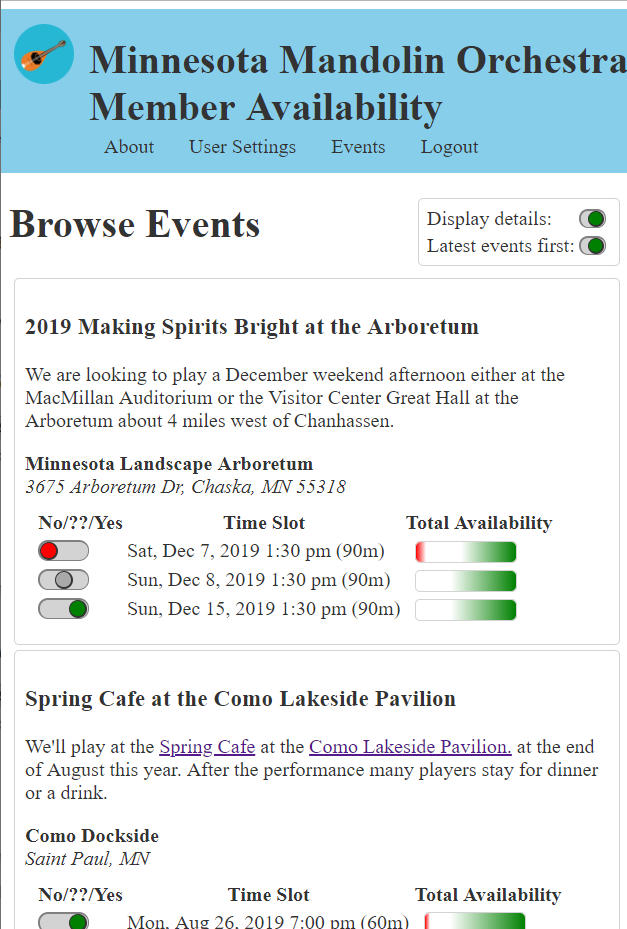 Minnesota Mandolin Orchestra
Member Availability
About User Settings Events Logout
Browse Events
Display details:
Latest events first:
2019 Making Spirits Bright at the Arboretum
We are looking to play a December weekend afternoon either at the
MacMillan Auditorium or the Visitor Center Great Hall at the
Arboretum about 4 miles west of Chanhassen.
Minnesota Landscape Arboretum
3675 Arboretum Dr, Chaska, MN 55318
No/??/Yes Time Slot Total Availability
Sat, Dec 7, 2019 1:30 pm (90m)
Sun, Dec 8, 2019 1:30 pm (90m)
Sun, Dec 15, 2019 1:30 pm (90m)
Spring Cafe at the Como Lakeside Pavilion
We'll play at the Spring Cafe at the Como Lakeside Pavilion. at the end
of August this year. After the performance many players stay for dinner
or a drink.
Como Dockside
Saint Paul, MN
No/??/Yes Time Slot Total Availability
Mon, Aug 26, 2019 7:00 pm (60m)